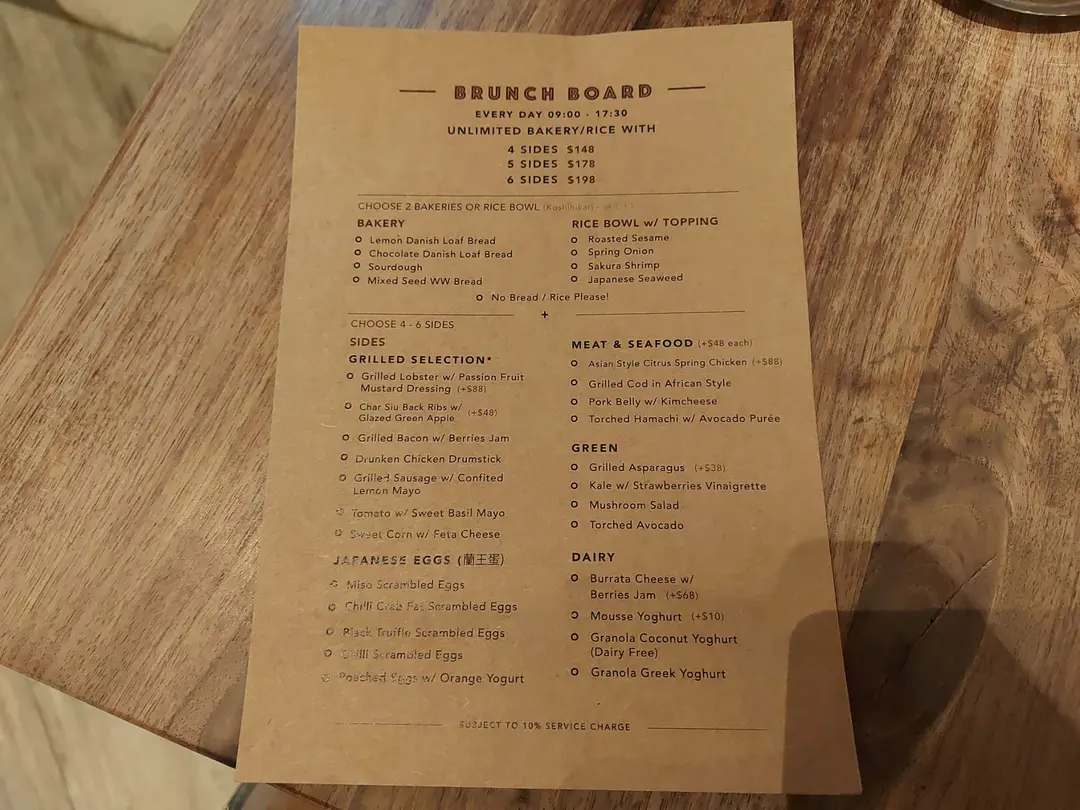 BRUNCH BOARD
EVERY DAY 09:00 - 17:30
UNLIMITED BAKERY/RICE WITH
4 SIDES $148
5 SIDES $178
6 SIDES $198
CHOOSE 2 BAKERIES OR RICE BOWL (Koshihikari -
BAKERY
Lemon Danish Loaf Bread
Chocolate Danish Loaf Bread
Sourdough
Mixed Seed WW Bread
RICE BOWL w/ TOPPING
Roasted Sesame
Spring Onion
Sakura Shrimp
Japanese Seaweed
No Bread / Rice Please!
+
CHOOSE 4 - 6 SIDES
SIDES
GRILLED SELECTION*
Grilled Lobster w/ Passion Fruit
Mustard Dressing (+$88)
Char Siu Back Ribs w/
Glazed Green Apple (+$48)
Grilled Bacon w/ Berries Jam
Drunken Chicken Drumstick
Grilled Sausage w/ Confited
Lemon Mayo
Tomato w/ Sweet Basil Mayo
Sweet Corn w/ Feta Cheese
JAPANESE EGGS (蘭王蛋)
Miso Scrambled Eggs
Chilli Crab Fat Scrambled Eggs
Black Truffle Scrambled Eggs
Chilli Scrambled Eggs
Poached Eggs w/ Orange Yogurt
MEAT & SEAFOOD (+$48 each)
Asian Style Citrus Spring Chicken (+$88)
Grilled Cod in African Style
Pork Belly w/ Kimcheese
Torched Hamachi w/ Avocado Purée
GREEN
Grilled Asparagus (+$38)
Kale w/ Strawberries Vinaigrette
Mushroom Salad
Torched Avocado
DAIRY
Burrata Cheese w/
Berries Jam (+$68)
Mousse Yoghurt (+$10)
Granola Coconut Yoghurt
(Dairy Free)
Granola Greek Yoghurt
SUBJECT TO 10% SERVICE CHARGE